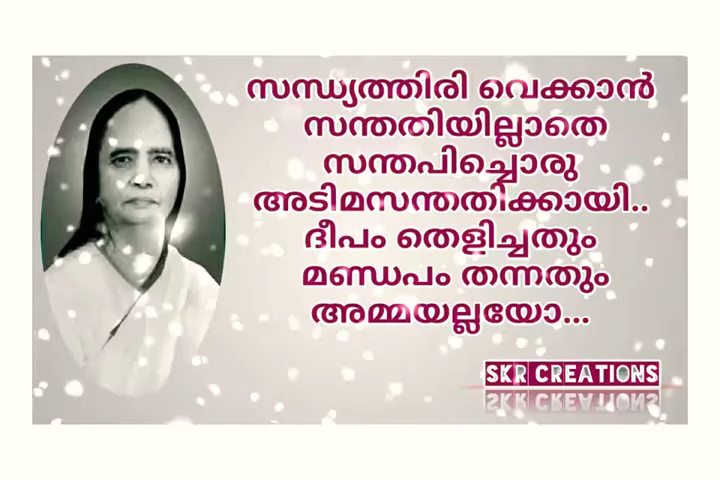 സന്ധ്യത്തിരി വെക്കാൻ
സന്തതിയില്ലാതെ
സന്തപിച്ചൊരു
അടിമസന്തതിക്കായി..
ദീപം തെളിച്ചതും
മണ്ഡപം തന്നതും
അമ്മയല്ലയോ...
SKR CREATIONS